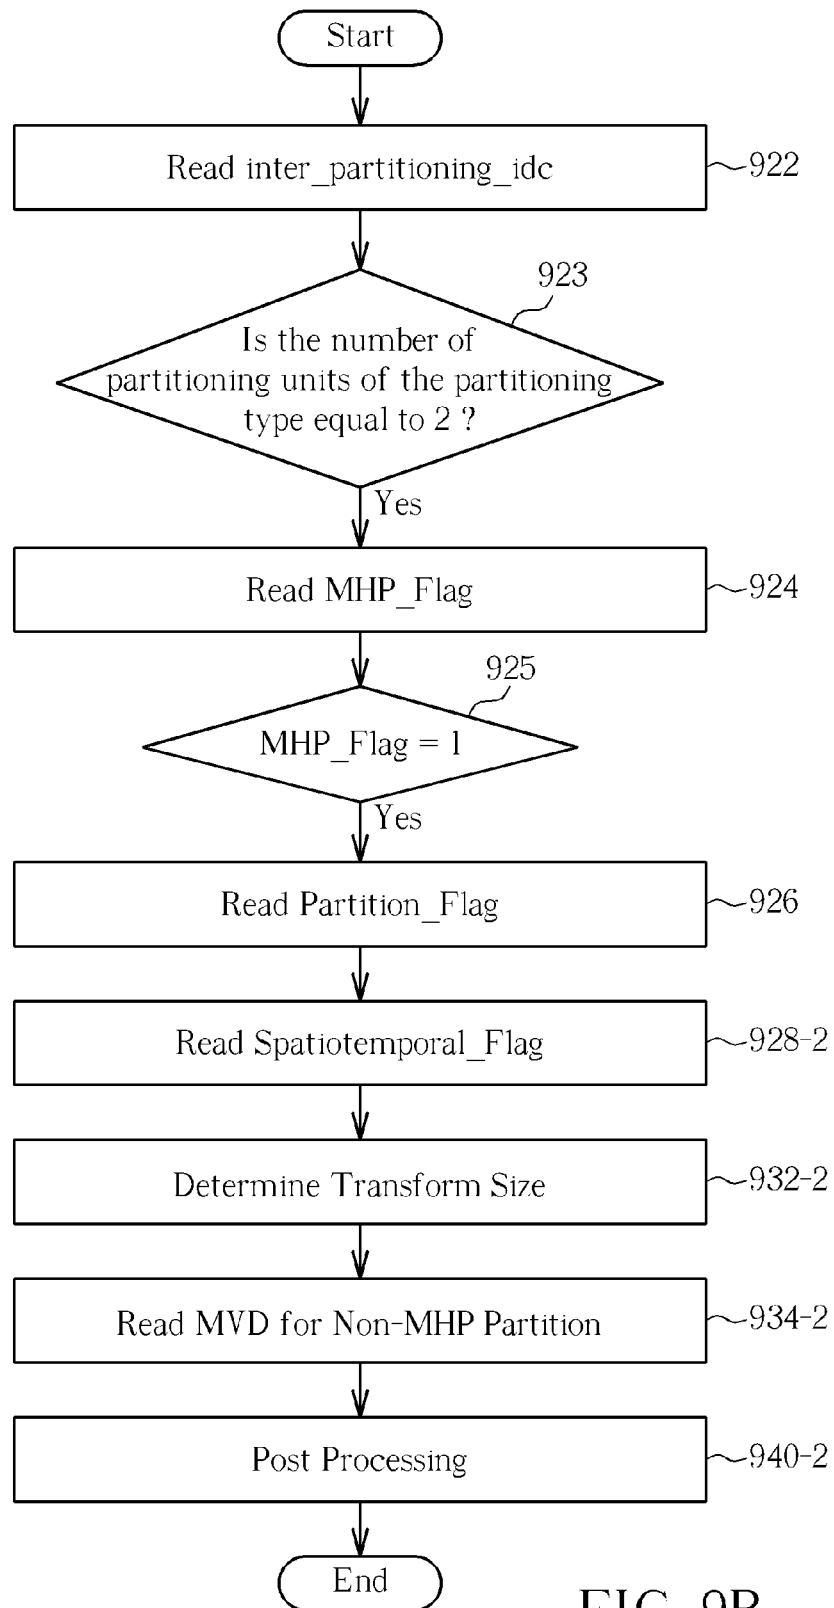 Start
Read inter_partitioning_idc
922
923
Is the number of
partitioning units of the partitioning
type equal to 2 ?
Yes
Read MHP_Flag
924
925
MHP_Flag = 1
Yes
Read Partition_Flag
926
Read Spatiotemporal_Flag
928-2
Determine Transform Size
932-2
Read MVD for Non-MHP Partition
934-2
Post Processing
940-2
End
FIG. 9B